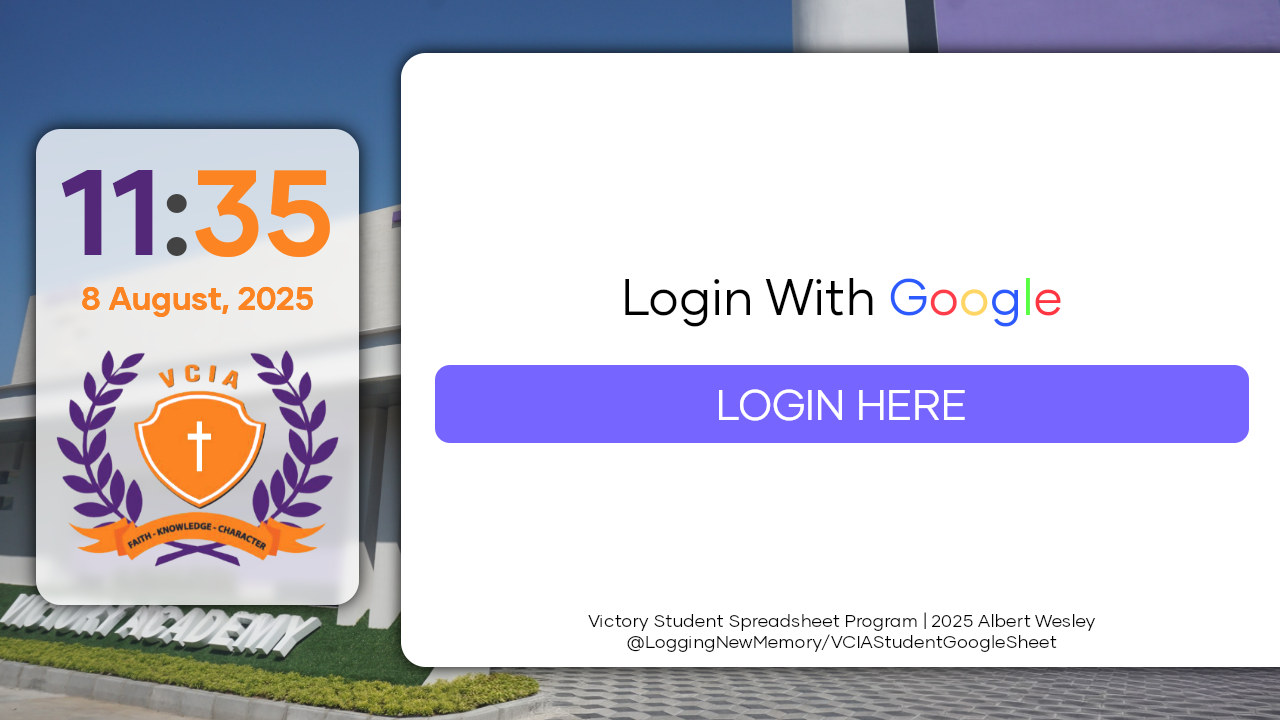 11:35
8 August, 2025
VCIA
FAITH - KNOWLEDGE - CHARACTER
VICTORY ACADEMY
Login With Google
LOGIN HERE
Victory Student Spreadsheet Program | 2025 Albert Wesley
@LoggingNewMemory/VCIAStudentGoogleSheet